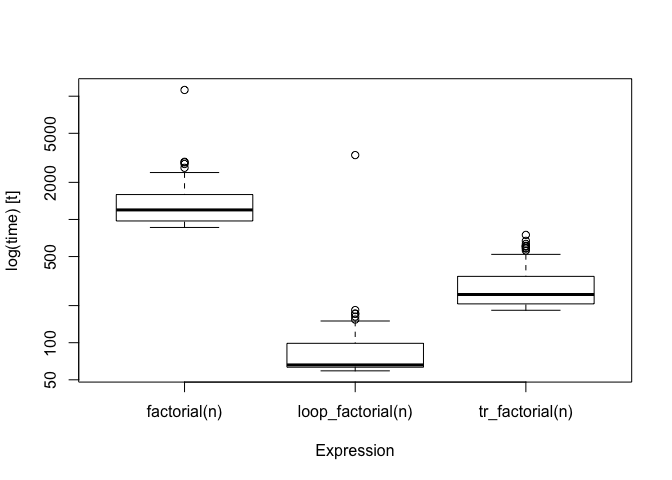 log(time) [t]
5000
2000
500
100
50
factorial(n)
loop_factorial(n)
tr_factorial(n)
Expression